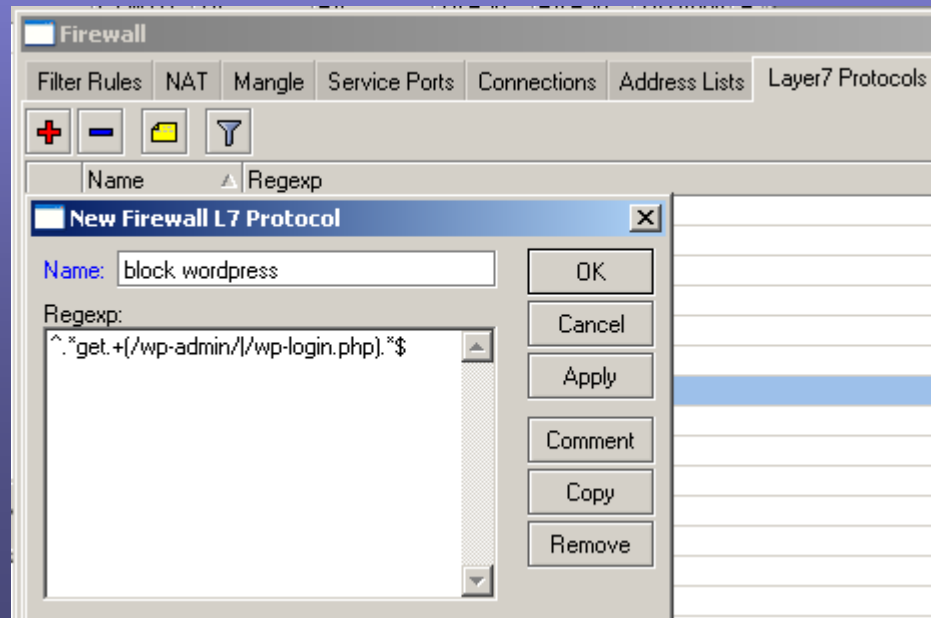 Firewall
Filter Rules NAT Mangle Service Ports Connections Address Lists Layer7 Protocols
Name Regexp
New Firewall L7 Protocol
Name: block wordpress
OK
Regexp:
Cancel
^.*get.+(/wp-admin/|/wp-login.php).*$
Apply
Comment
Copy
Remove